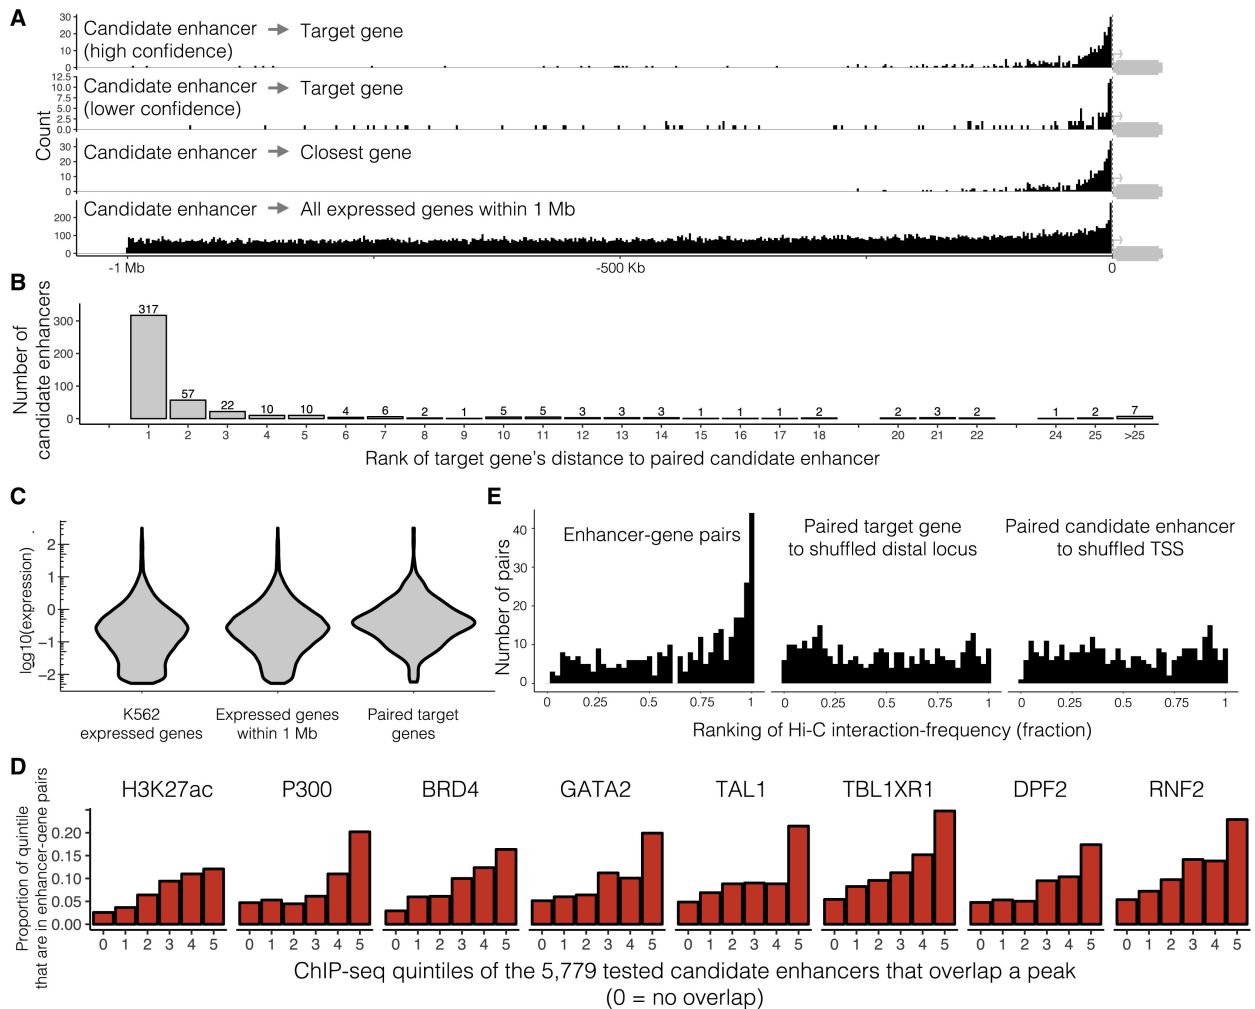 A
Candidate enhancer → Target gene
(high confidence)
30
20
10
0
Candidate enhancer → Target gene
(lower confidence)
12.5
10.0
7.5
5.0
2.5
0.0
Count
Candidate enhancer → Closest gene
30
20
10
0
Candidate enhancer → All expressed genes within 1 Mb
200
100
0
-1 Mb -500 Kb 0
B
Number of
candidate enhancers
300
200
100
0
317 57 22 10 10 4 6 2 1 5 5 3 3 3 1 1 1 2 2 3 2 1 2 7
1 2 3 4 5 6 7 8 9 10 11 12 13 14 15 16 17 18 20 21 22 24 25 >25
Rank of target gene's distance to paired candidate enhancer
C
log10(expression)
2
1
0
−1
−2
K562
expressed genes
Expressed genes
within 1 Mb
Paired target
genes
E
Number of pairs
40
30
20
10
0
Enhancer-gene pairs
Paired target gene
to shuffled distal locus
Paired candidate enhancer
to shuffled TSS
0 0.25 0.5 0.75 1 0 0.25 0.5 0.75 1 0 0.25 0.5 0.75 1
Ranking of Hi-C interaction-frequency (fraction)
D
Proportion of quintile
that are in enhancer-gene pairs
H3K27ac P300 BRD4 GATA2 TAL1 TBL1XR1 DPF2 RNF2
0.20
0.15
0.10
0.05
0.00
0 1 2 3 4 5 0 1 2 3 4 5 0 1 2 3 4 5 0 1 2 3 4 5 0 1 2 3 4 5 0 1 2 3 4 5 0 1 2 3 4 5 0 1 2 3 4 5
ChIP-seq quintiles of the 5,779 tested candidate enhancers that overlap a peak
(0 = no overlap)